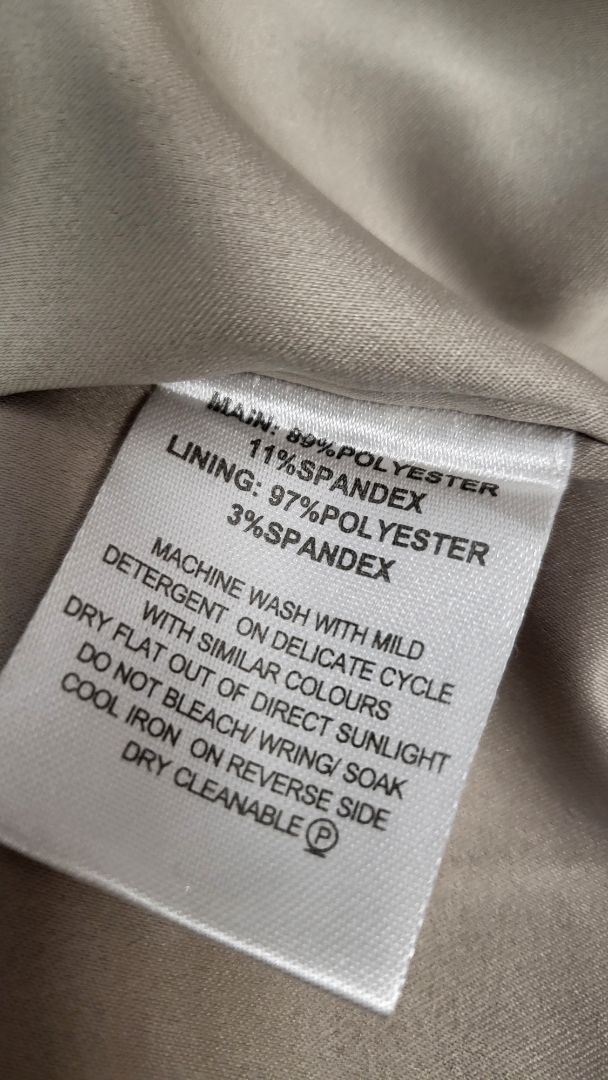 MAIN: 89%POLYESTER
11%SPANDEX
LINING: 97%POLYESTER
3%SPANDEX
MACHINE WASH WITH MILD
DETERGENT ON DELICATE CYCLE
WITH SIMILAR COLOURS
DRY FLAT OUT OF DIRECT SUNLIGHT
DO NOT BLEACH/ WRING/ SOAK
COOL IRON ON REVERSE SIDE
DRY CLEANABLE P